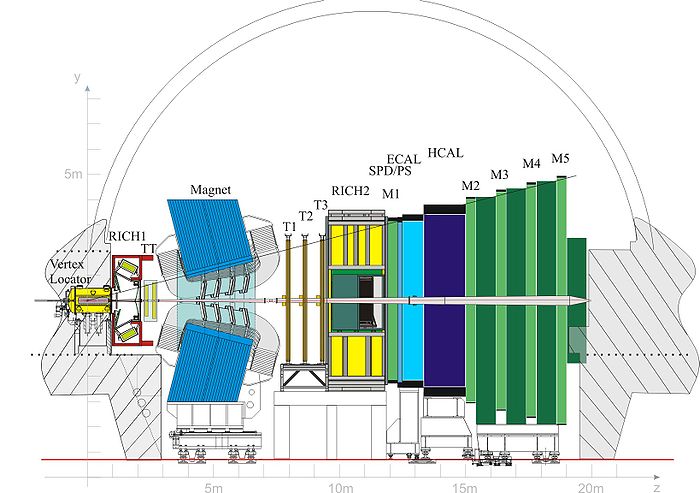 y
5m
Vertex
Locator
RICH1
TT
Magnet
T1
T2
T3
RICH2
M1
SPD/PS
ECAL
HCAL
M2
M3
M4
M5
5m
10m
15m
20m
z